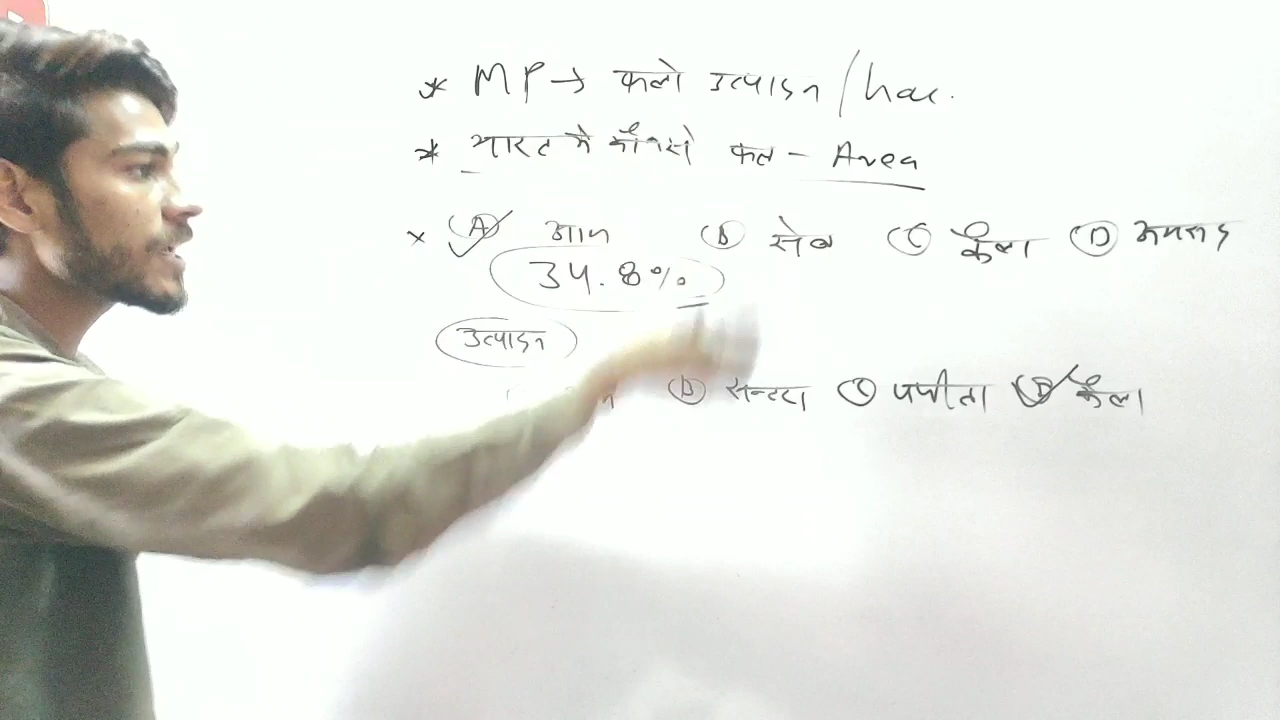 * MP → फलो उत्पादन / hac.
* भारत मे कौनसे फल - Area
× (A) आम (B) सेब (C) केला (D) अमरूद
34.8%
उत्पादन
(B) सन्तरा (C) पपीता (D) केला